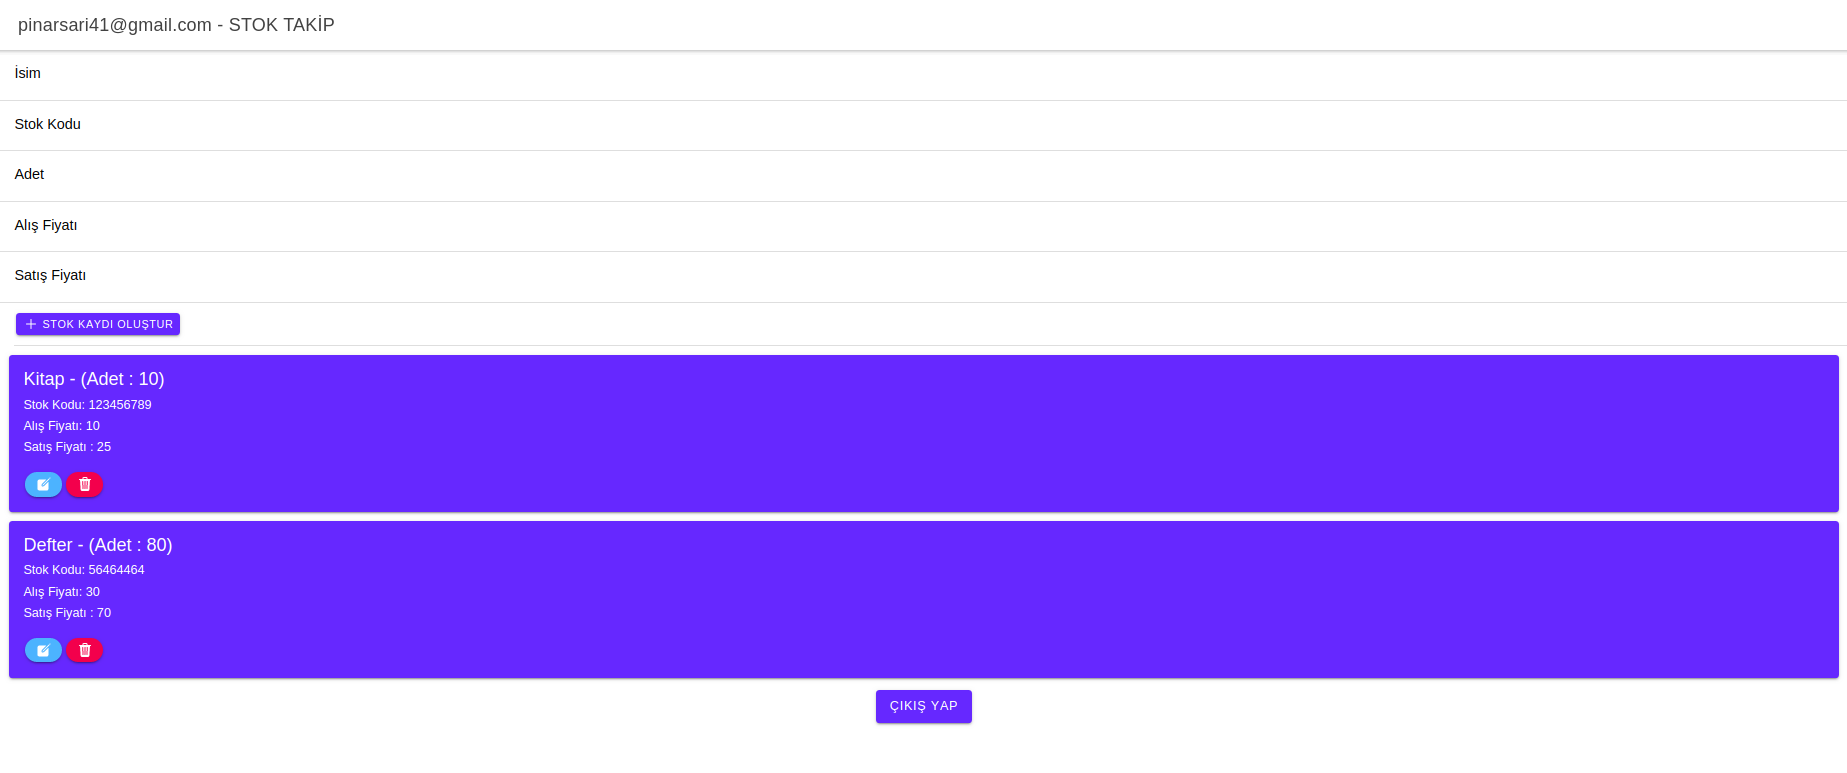 pinarsari41@gmail.com - STOK TAKİP
İsim
Stok Kodu
Adet
Alış Fiyatı
Satış Fiyatı
STOK KAYDI OLUŞTUR
Kitap - (Adet : 10)
Stok Kodu: 123456789
Alış Fiyatı: 10
Satış Fiyatı : 25
Defter - (Adet : 80)
Stok Kodu: 56464464
Alış Fiyatı: 30
Satış Fiyatı : 70
ÇIKIŞ YAP